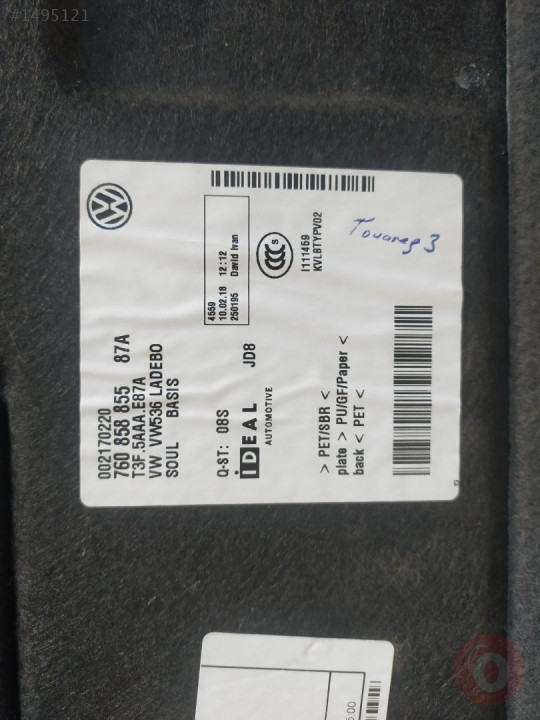 #1495121
002170220
760 858 855 87A
T3F.5AAA.E87A
VW VW536 LADEBO
SOUL BASIS
4559
10.02.18 12:12
250195 David Ivan
Q-ST: 08S JD8
iDEAL
AUTOMOTIVE
CCC S
I111459
KVL8TYPV02
Touareg 3
> PET/SBR <
plate > PU/GF/Paper <
back < PET <